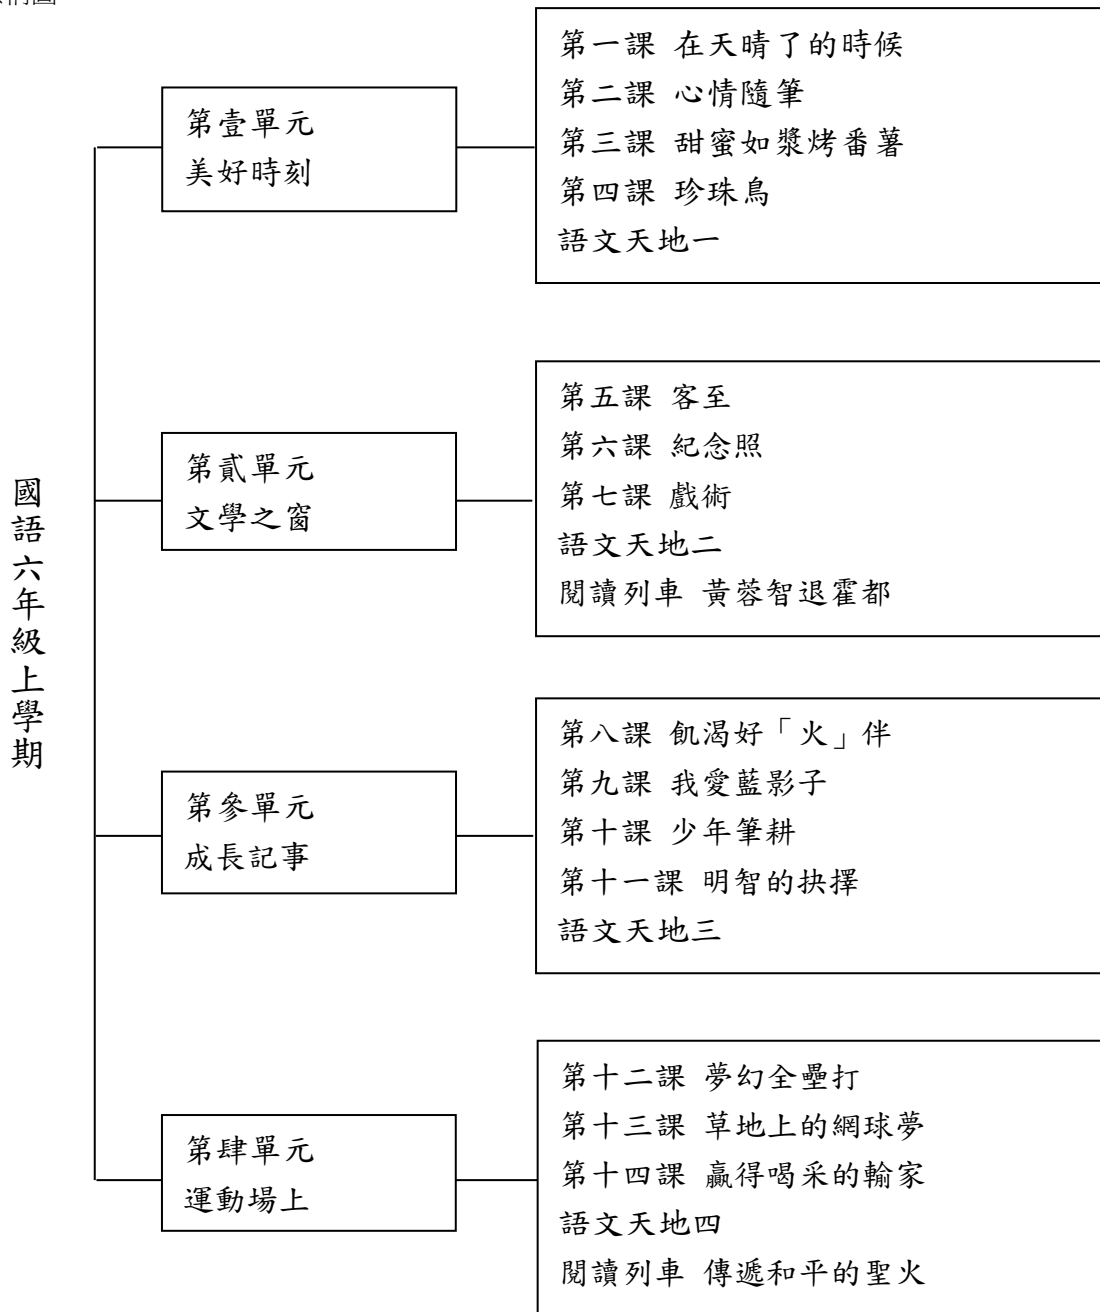 國語六年級上學期
第壹單元
美好時刻
第一課 在天晴了的時候
第二課 心情隨筆
第三課 甜蜜如漿烤番薯
第四課 珍珠鳥
語文天地一
第貳單元
文學之窗
第五課 客至
第六課 紀念照
第七課 戲術
語文天地二
閱讀列車 黃蓉智退霍都
第參單元
成長記事
第八課 飢渴好「火」伴
第九課 我愛藍影子
第十課 少年筆耕
第十一課 明智的抉擇
語文天地三
第肆單元
運動場上
第十二課 夢幻全壘打
第十三課 草地上的網球夢
第十四課 贏得喝采的輸家
語文天地四
閱讀列車 傳遞和平的聖火